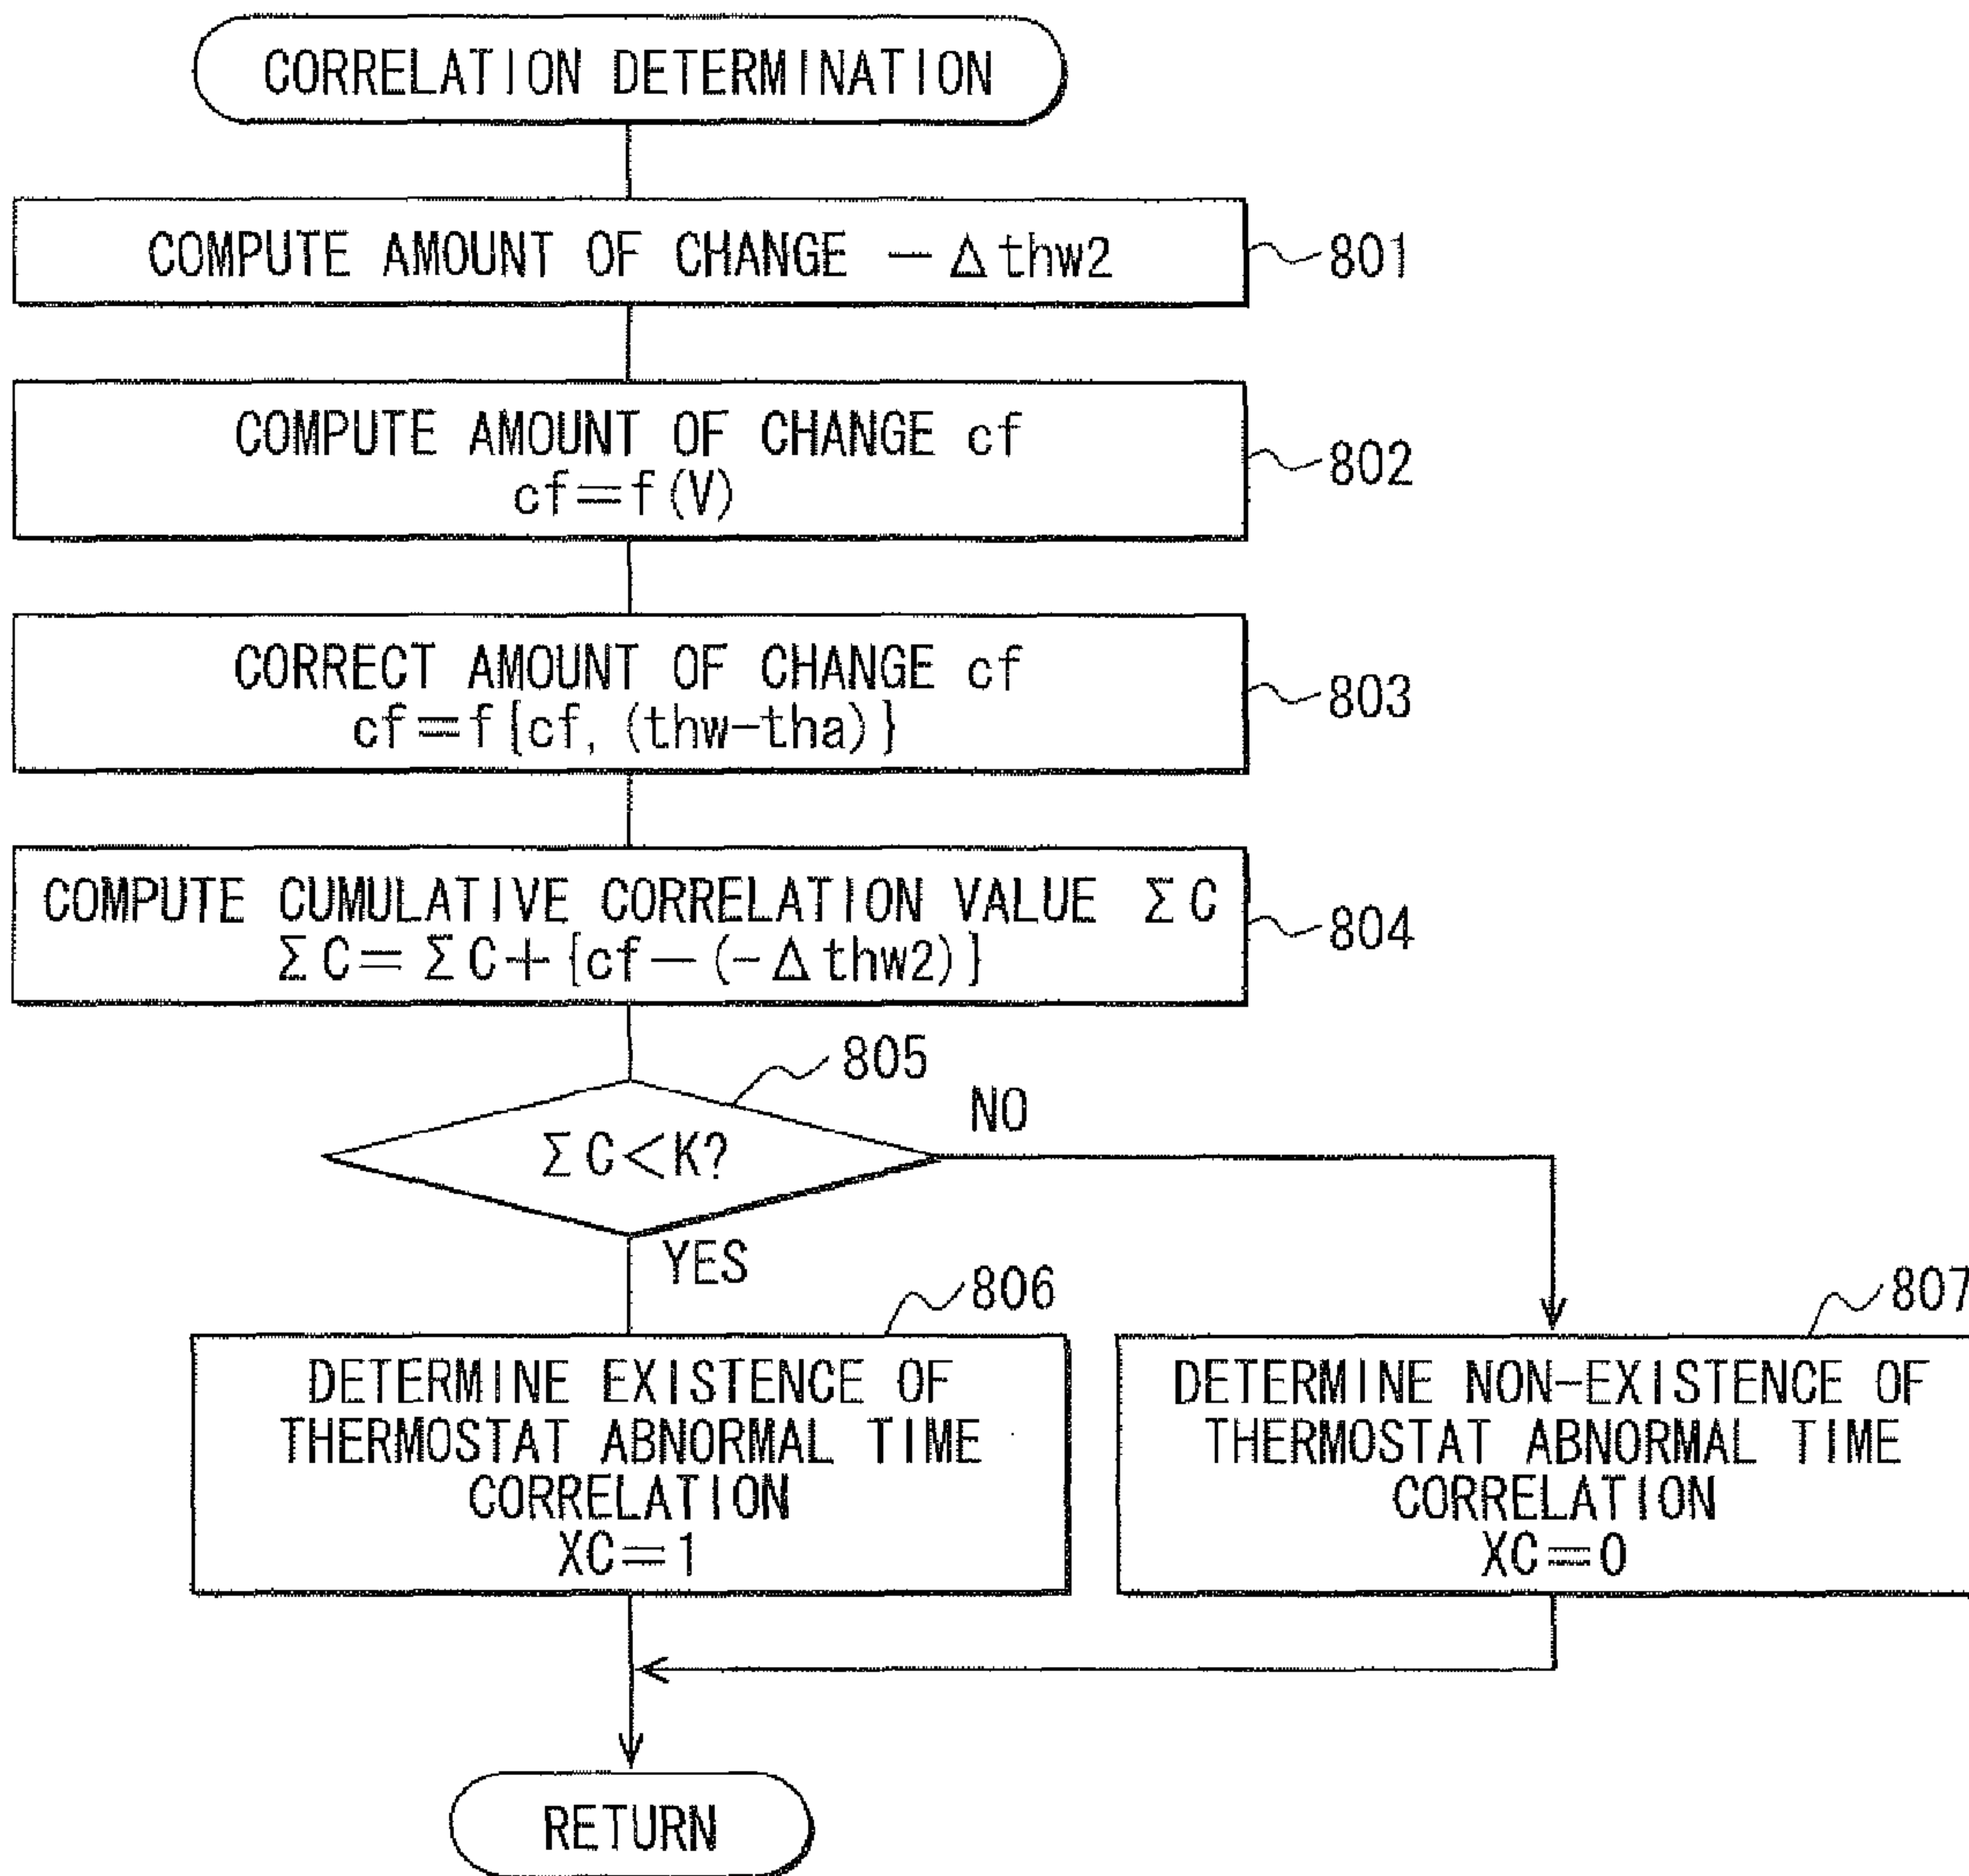 CORRELATION DETERMINATION
COMPUTE AMOUNT OF CHANGE −Δthw2
801
COMPUTE AMOUNT OF CHANGE cf
cf=f(V)
802
CORRECT AMOUNT OF CHANGE cf
cf=f{cf, (thw-tha)}
803
COMPUTE CUMULATIVE CORRELATION VALUE ΣC
ΣC=ΣC+{cf−(-Δthw2)}
804
805
ΣC<K?
NO
YES
806
DETERMINE EXISTENCE OF
THERMOSTAT ABNORMAL TIME
CORRELATION
XC=1
807
DETERMINE NON-EXISTENCE OF
THERMOSTAT ABNORMAL TIME
CORRELATION
XC=0
RETURN